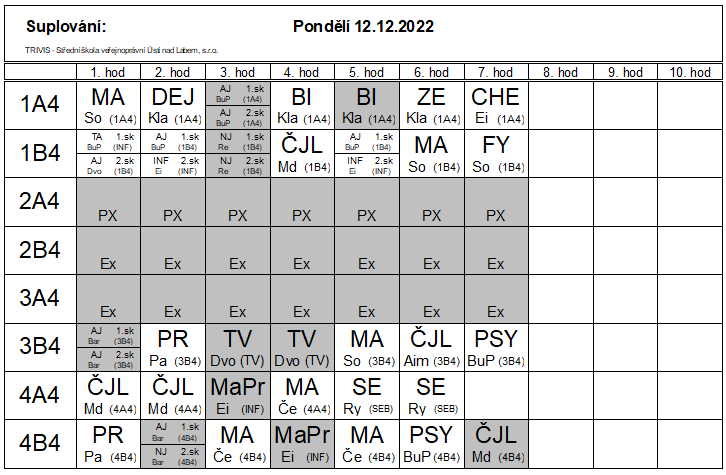 Suplování: Pondělí 12.12.2022
TRIVIS - Střední škola veřejnoprávní Ústí nad Labem, s.r.o.
1. hod 2. hod 3. hod 4. hod 5. hod 6. hod 7. hod 8. hod 9. hod 10. hod
1A4 MA DEJ AJ 1.sk BI BI ZE CHE
BuP (1A4)
AJ 2.sk
So (1A4) Kla (1A4) BuP (1A4) Kla (1A4) Kla (1A4) Kla (1A4) Ei (1A4)
1B4 TA 1.sk AJ 1.sk NJ 1.sk ČJL AJ 1.sk MA FY
BuP (INF) BuP (1B4) Re (1B4) BuP (1B4)
AJ 2.sk INF 2.sk NJ 2.sk INF 2.sk
Dvo (1B4) Ei (INF) Re (1B4) Md (1B4) Ei (INF) So (1B4) So (1B4)
2A4 PX PX PX PX PX PX PX
2B4 Ex Ex Ex Ex Ex Ex Ex
3A4 Ex Ex Ex Ex Ex Ex Ex
3B4 AJ 1.sk PR TV TV MA ČJL PSY
Bar (3B4)
AJ 2.sk
Bar (3B4) Pa (3B4) Dvo (TV) Dvo (TV) So (3B4) Aim (3B4) BuP (3B4)
4A4 ČJL ČJL MaPr MA SE SE
Md (4A4) Md (4A4) Ei (INF) Če (4A4) Ry (SEB) Ry (SEB)
4B4 PR AJ 1.sk MA MaPr MA PSY ČJL
Bar (4B4)
NJ 2.sk
Pa (4B4) Bar (4B4) Če (4B4) Ei (INF) Če (4B4) BuP (4B4) Md (4B4)